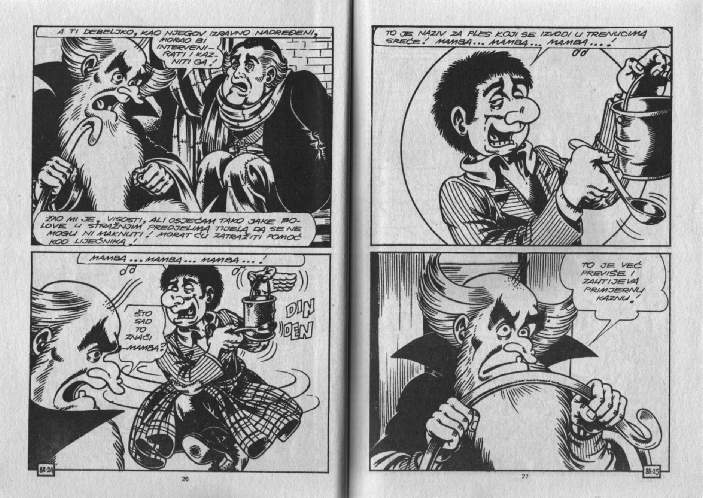 A TI DEBELJKO, KAO NJEGOV IZRAVNO NADREĐENI,
MORAO BI
INTERVENI-
RATI I KAZ-
NITI GA!
ŽAO MI JE, VISOSTI, ALI OSJEĆAM TAKO JAKE BO-
LOVE U STRAŽNJIM PREDJELIMA TIJELA DA SE NE
MOGU NI MAKNUTI! MORAT ĆU ZATRAŽITI POMOĆ
KOD LIJEČNIKA!
MAMBA... MAMBA... MAMBA...!
ŠTO
SAD
TO
ZNAČI
MAMBA?
DIN
DEN
26
TO JE NAZIV ZA PLES KOJI SE IZVODI U TRENUCIMA
SREĆE! MAMBA... MAMBA... MAMBA...!
TO JE VEĆ
PREVIŠE I
ZAHTIJEVA
PRIMJERNU
KAZNU!
27